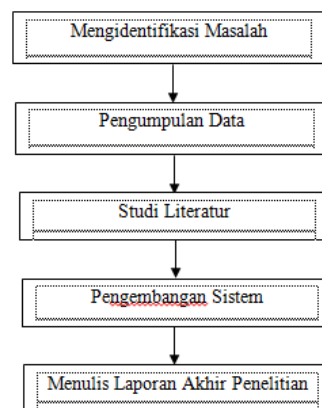 Mengidentifikasi Masalah
Pengumpulan Data
Studi Literatur
Pengembangan Sistem
Menulis Laporan Akhir Penelitian